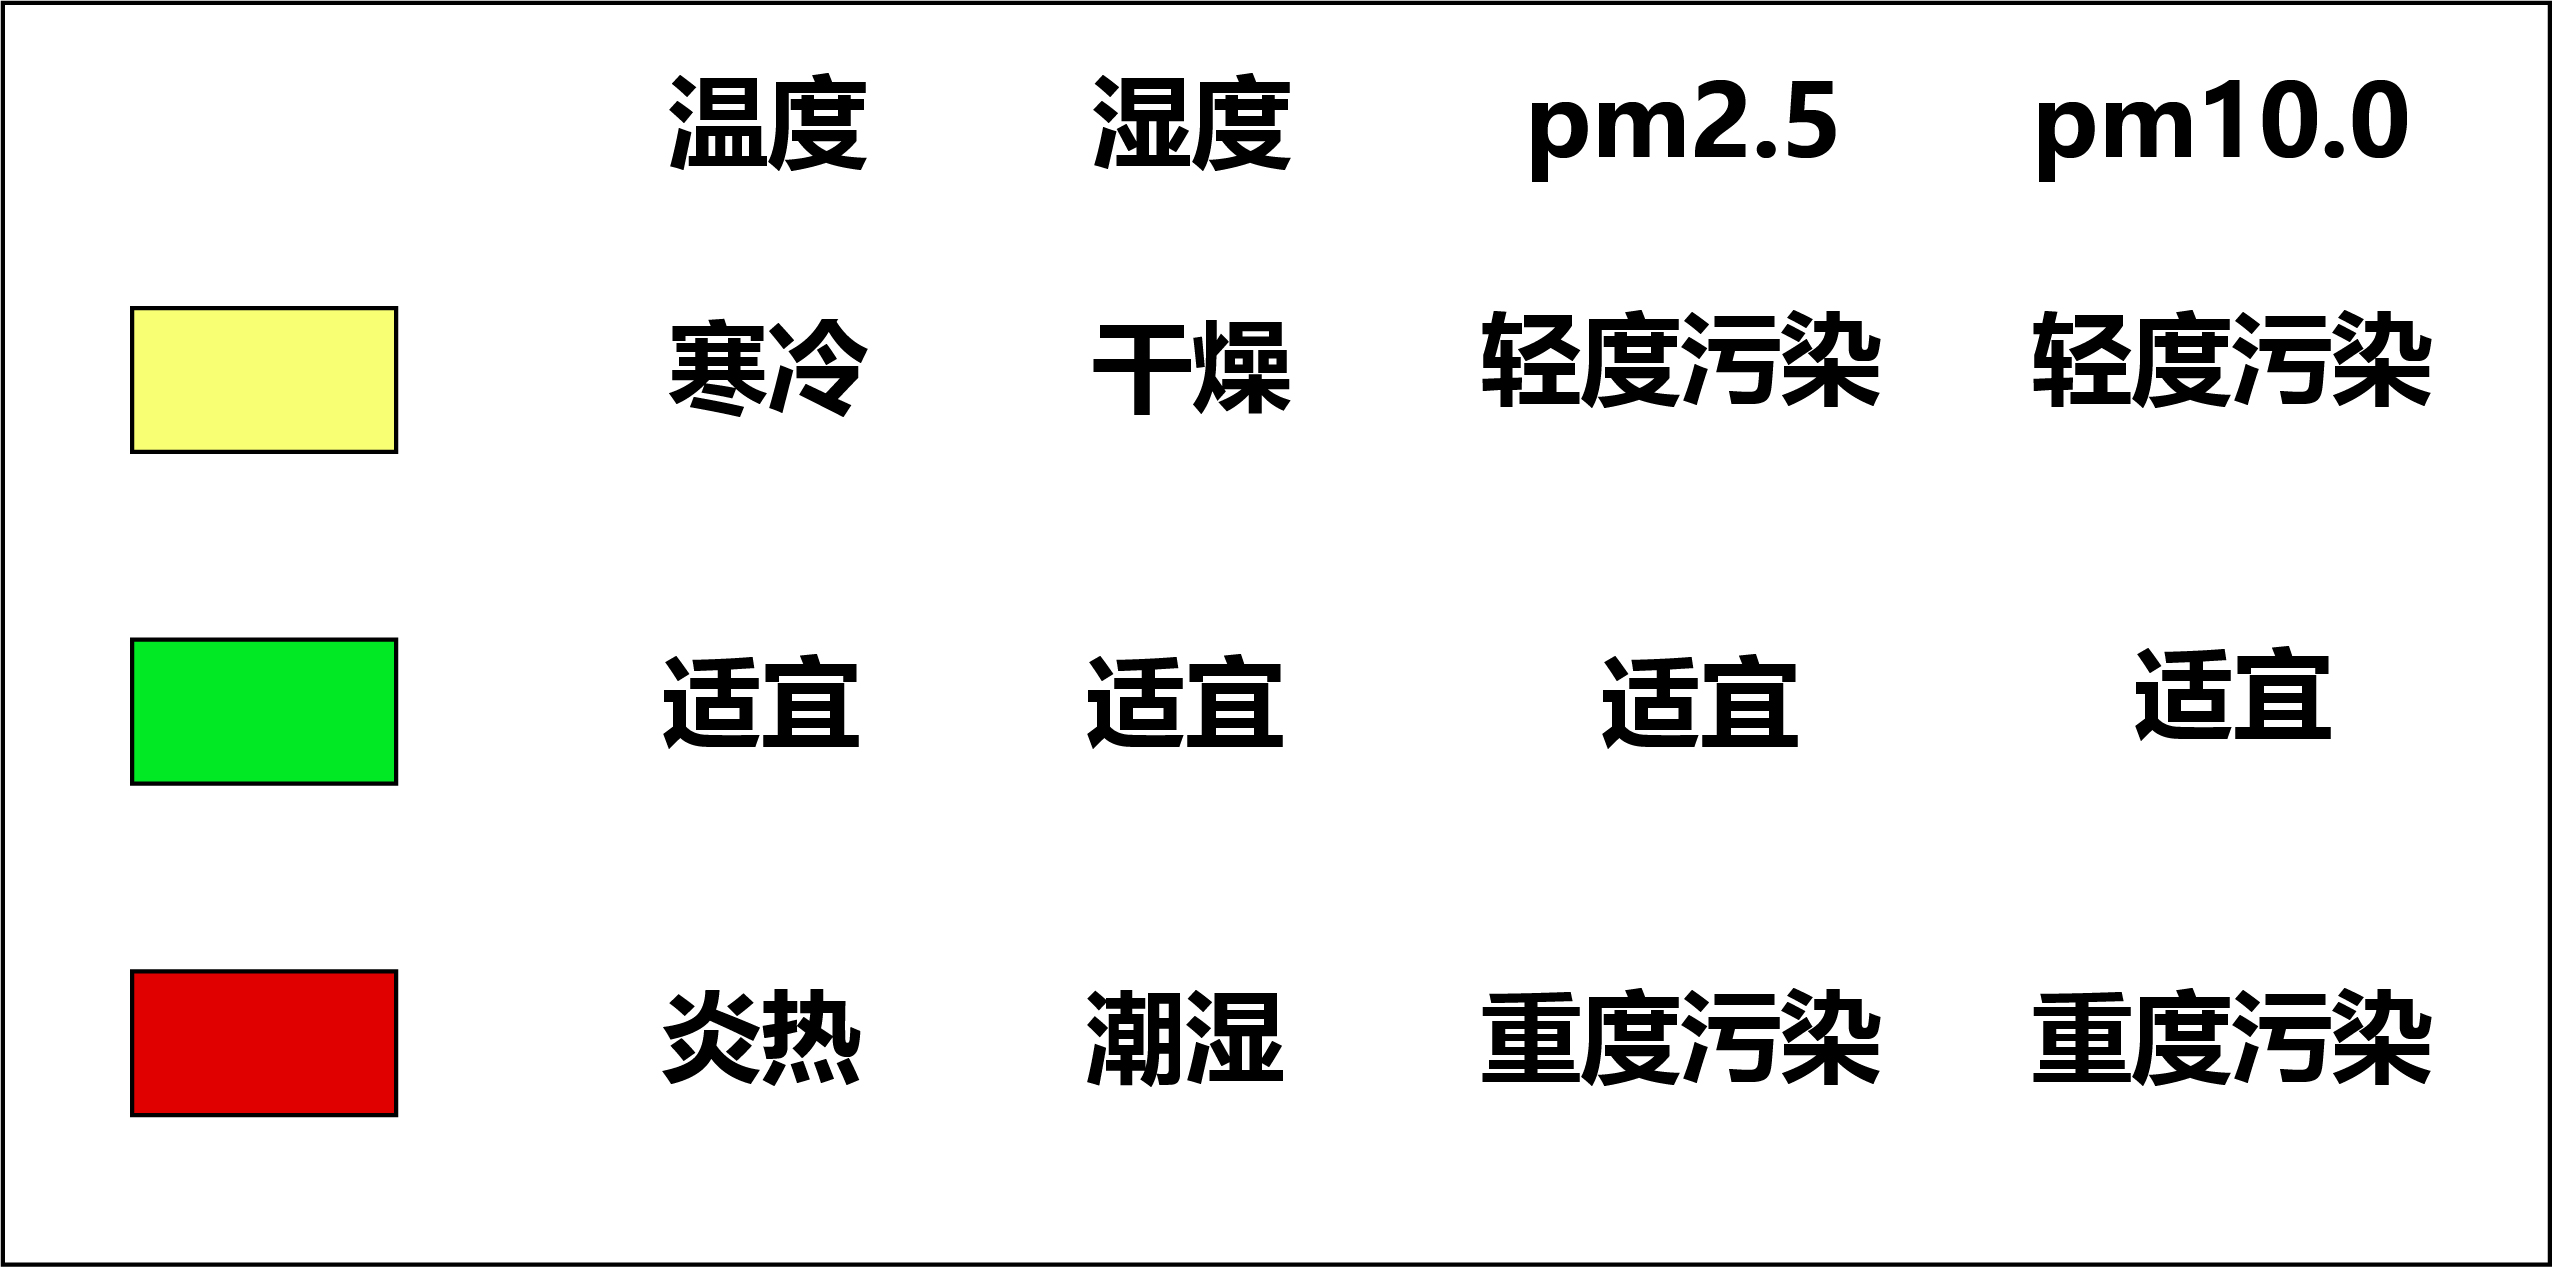 温度 湿度 pm2.5 pm10.0
寒冷 干燥 轻度污染 轻度污染
适宜 适宜 适宜 适宜
炎热 潮湿 重度污染 重度污染